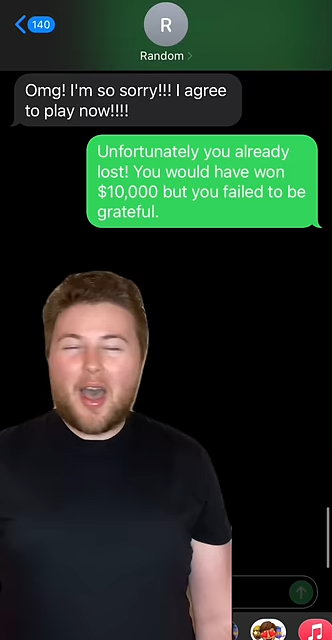 140
R
Random
Omg! I'm so sorry!!! I agree
to play now!!!!
Unfortunately you already
lost! You would have won
$10,000 but you failed to be
grateful.